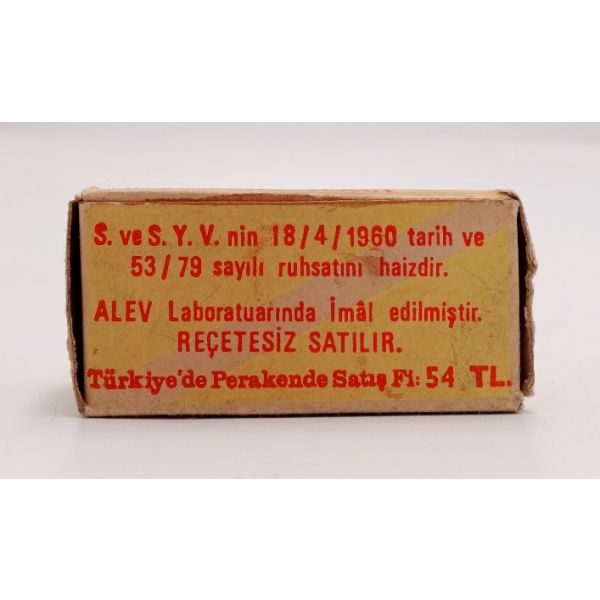 S. ve S. Y. V. nin 18/4/1960 tarih ve
53/79 sayılı ruhsatını haizdir.
ALEV Laboratuarında İmâl edilmiştir.
REÇETESİZ SATILIR.
Türkiye'de Perakende Satış Fi: 54 TL.